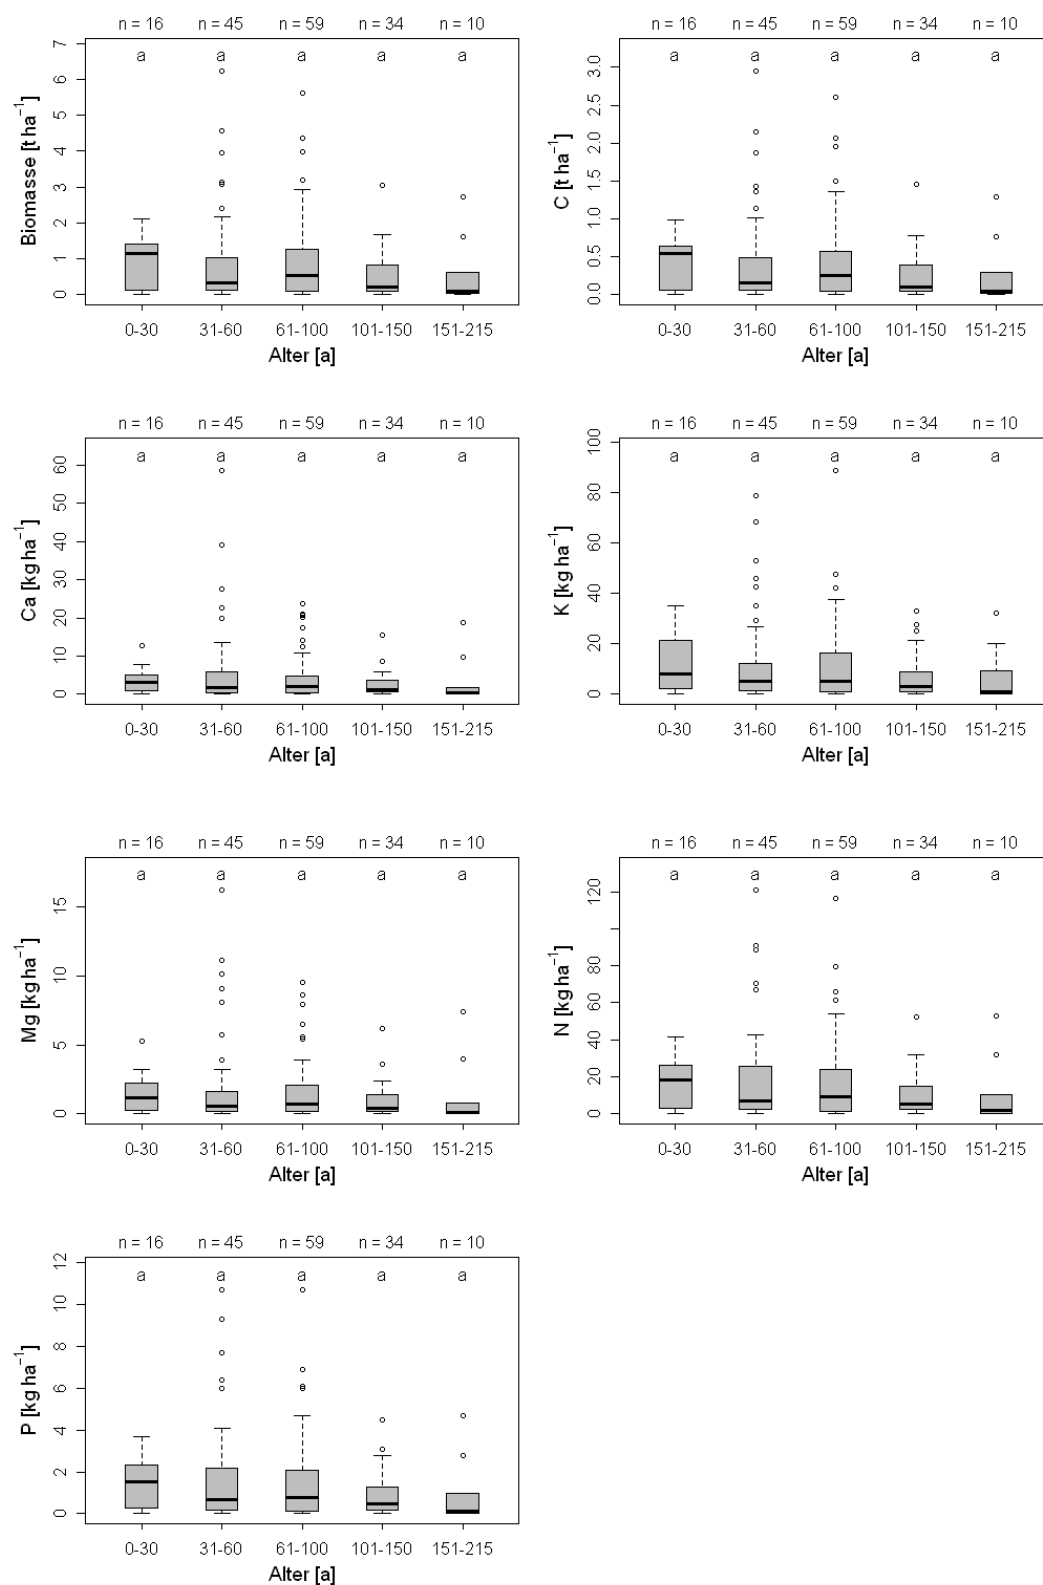 n = 16 n = 45 n = 59 n = 34 n = 10
a a a a a
Biomasse [t ha⁻¹]
0 1 2 3 4 5 6 7
0-30 31-60 61-100 101-150 151-215
Alter [a]
n = 16 n = 45 n = 59 n = 34 n = 10
a a a a a
C [t ha⁻¹]
0.0 0.5 1.0 1.5 2.0 2.5 3.0
0-30 31-60 61-100 101-150 151-215
Alter [a]
n = 16 n = 45 n = 59 n = 34 n = 10
a a a a a
Ca [kg ha⁻¹]
0 10 20 30 40 50 60
0-30 31-60 61-100 101-150 151-215
Alter [a]
n = 16 n = 45 n = 59 n = 34 n = 10
a a a a a
K [kg ha⁻¹]
0 20 40 60 80 100
0-30 31-60 61-100 101-150 151-215
Alter [a]
n = 16 n = 45 n = 59 n = 34 n = 10
a a a a a
Mg [kg ha⁻¹]
0 5 10 15
0-30 31-60 61-100 101-150 151-215
Alter [a]
n = 16 n = 45 n = 59 n = 34 n = 10
a a a a a
N [kg ha⁻¹]
0 20 40 60 80 120
0-30 31-60 61-100 101-150 151-215
Alter [a]
n = 16 n = 45 n = 59 n = 34 n = 10
a a a a a
P [kg ha⁻¹]
0 2 4 6 8 10 12
0-30 31-60 61-100 101-150 151-215
Alter [a]